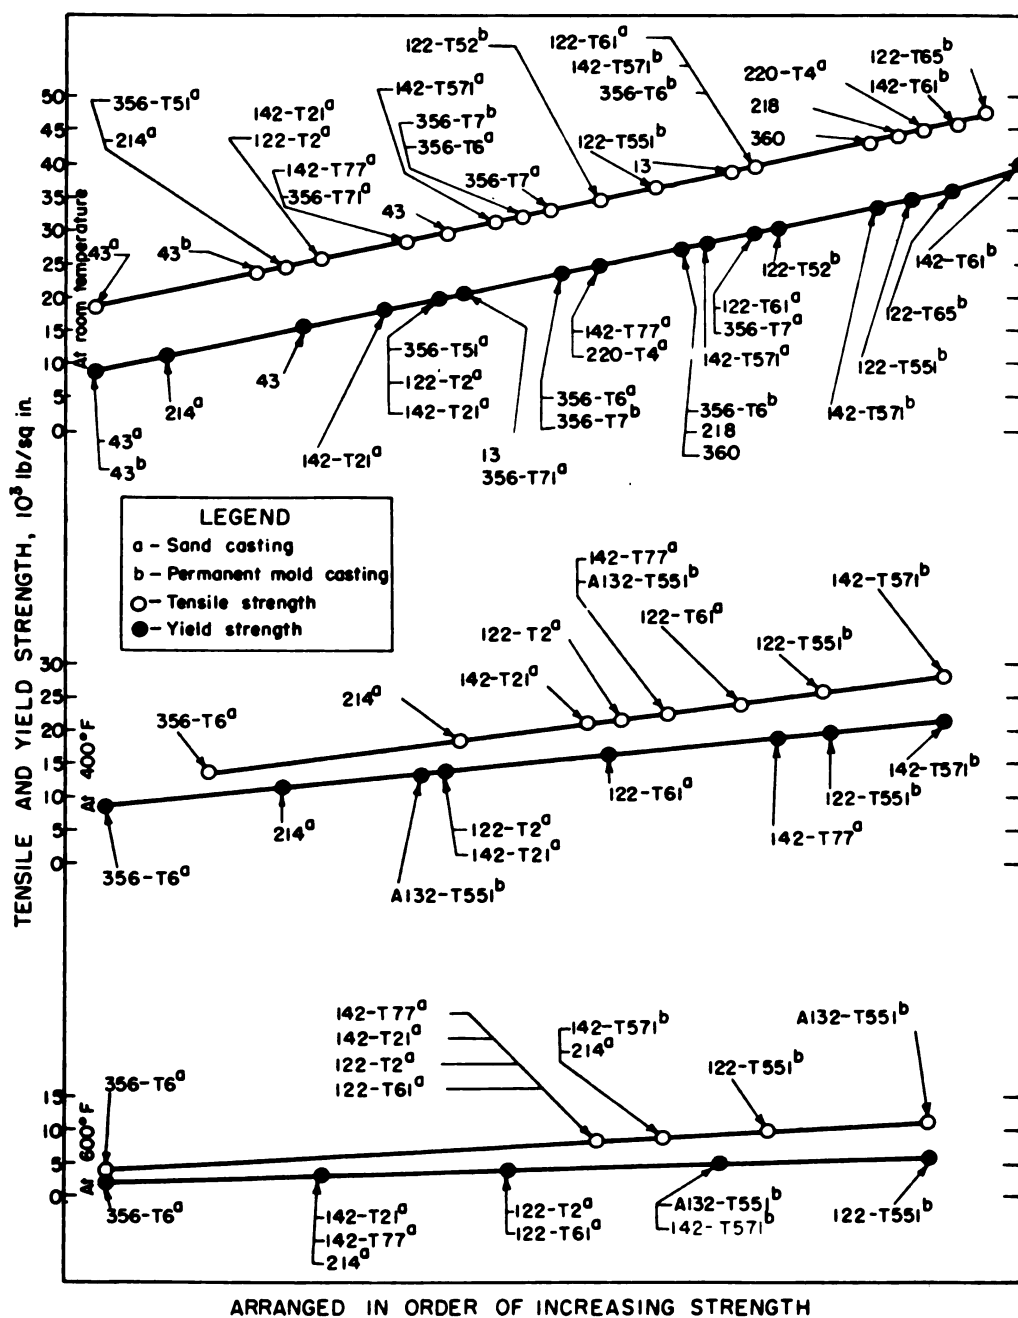 122-T52ᵇ
122-T61ᵃ
142-T571ᵇ
356-T6ᵇ
220-T4ᵃ
122-T65ᵇ
142-T61ᵇ
218
360
356-T51ᵃ
214ᵃ
142-T21ᵃ
122-T2ᵃ
142-T77ᵃ
356-T71ᵃ
142-T571ᵃ
356-T7ᵇ
356-T6ᵃ
356-T7ᵃ
43
122-T551ᵇ
13
43ᵃ
43ᵇ
50
45
40
35
30
25
20
15
10
5
0
At room temperature
43ᵃ
43ᵇ
214ᵃ
43
142-T21ᵃ
356-T51ᵃ
122-T2ᵃ
142-T21ᵃ
13
356-T71ᵃ
356-T6ᵃ
356-T7ᵇ
142-T77ᵃ
220-T4ᵃ
356-T6ᵇ
218
360
142-T571ᵃ
122-T61ᵃ
356-T7ᵃ
122-T52ᵇ
142-T571ᵇ
122-T551ᵇ
122-T65ᵇ
142-T61ᵇ
TENSILE AND YIELD STRENGTH, 10³ lb/sq in.
LEGEND
a - Sand casting
b - Permanent mold casting
- Tensile strength
- Yield strength
30
25
20
15
10
5
0
At 400°F
356-T6ᵃ
214ᵃ
142-T21ᵃ
122-T2ᵃ
142-T77ᵃ
A132-T551ᵇ
122-T61ᵃ
122-T551ᵇ
142-T571ᵇ
356-T6ᵃ
214ᵃ
A132-T551ᵇ
122-T2ᵃ
142-T21ᵃ
122-T61ᵃ
142-T77ᵃ
122-T551ᵇ
142-T571ᵇ
15
10
5
0
At 600°F
356-T6ᵃ
142-T77ᵃ
142-T21ᵃ
122-T2ᵃ
122-T61ᵃ
142-T571ᵇ
214ᵃ
122-T551ᵇ
A132-T551ᵇ
356-T6ᵃ
142-T21ᵃ
142-T77ᵃ
214ᵃ
122-T2ᵃ
122-T61ᵃ
A132-T551ᵇ
142-T571ᵇ
122-T551ᵇ
ARRANGED IN ORDER OF INCREASING STRENGTH